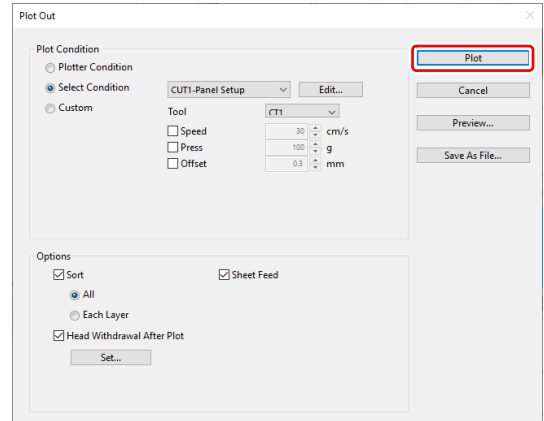 Plot Out
Plot Condition
Plotter Condition
Select Condition
CUT1-Panel Setup
Edit...
Custom
Tool
CT1
Speed
30
cm/s
Press
100
g
Offset
0.3
mm
Plot
Cancel
Preview...
Save As File...
Options
Sort
Sheet Feed
All
Each Layer
Head Withdrawal After Plot
Set...